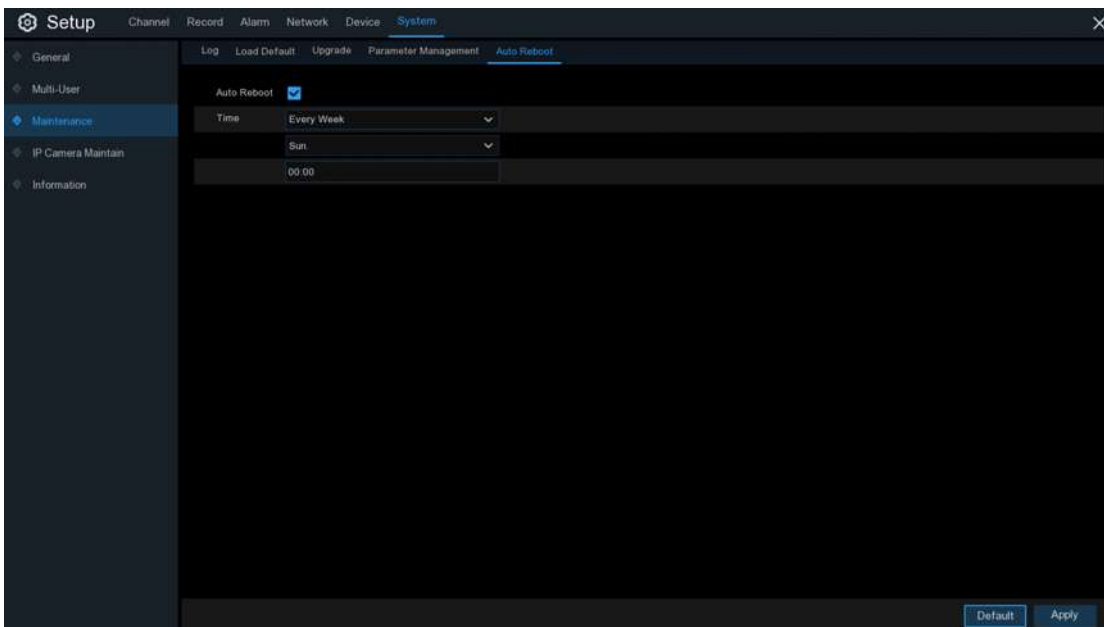 Setup Channel Record Alarm Network Device System
Log Load Default Upgrade Parameter Management Auto Reboot
General
Multi-User
Maintenance
IP Camera Maintain
Information
Auto Reboot
Time Every Week
Sun
00:00
Default Apply